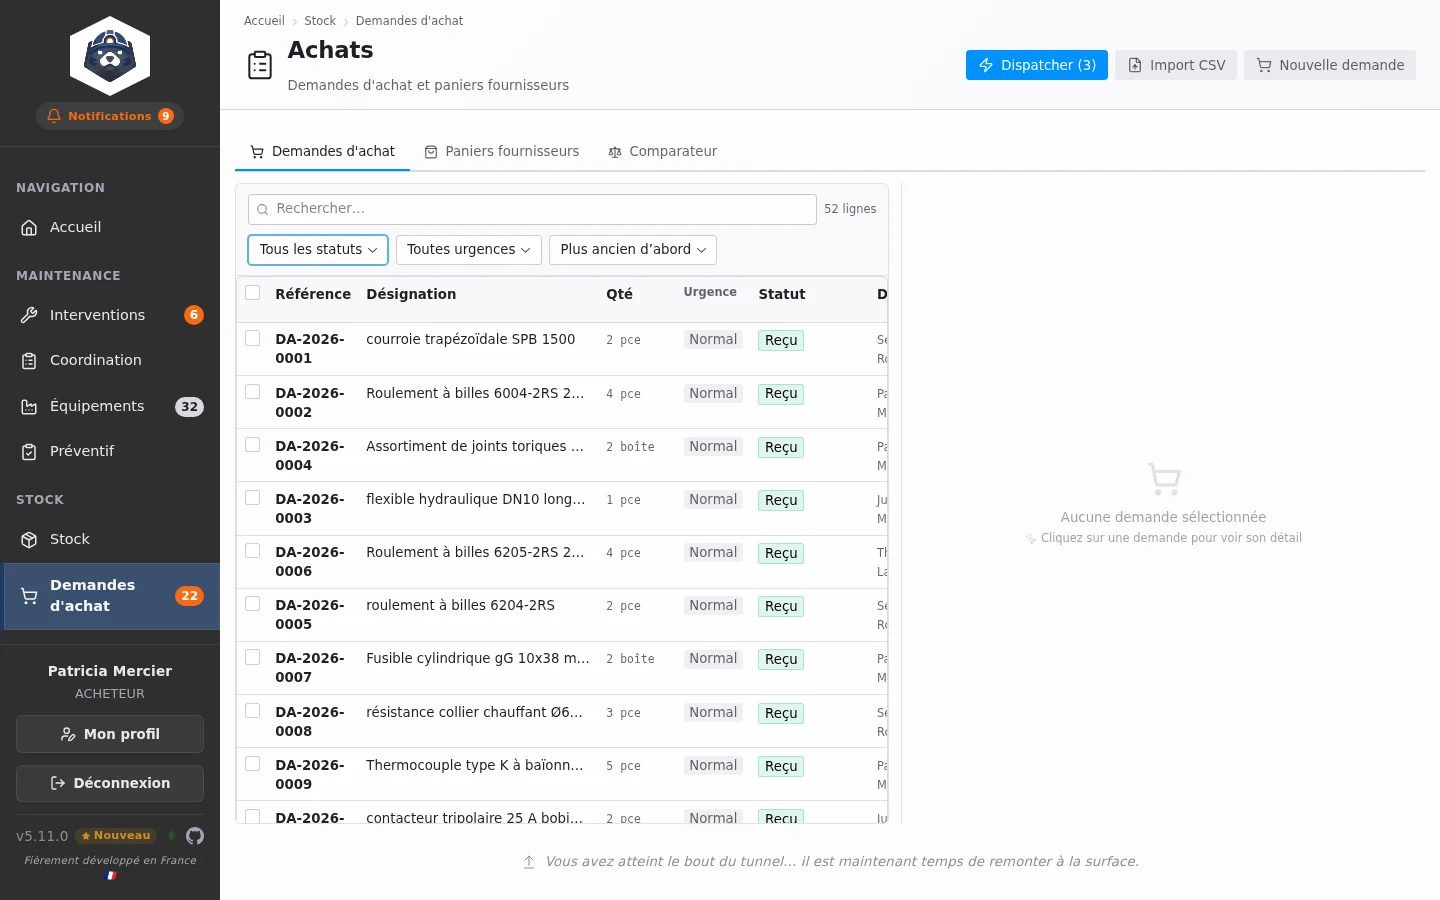 Notifications 9
NAVIGATION
Accueil
MAINTENANCE
Interventions 6
Coordination
Équipements 32
Préventif
STOCK
Stock
Demandes
d'achat 22
Patricia Mercier
ACHETEUR
Mon profil
Déconnexion
v5.11.0 Nouveau
Fièrement développé en France
Accueil > Stock > Demandes d'achat
Achats
Demandes d'achat et paniers fournisseurs
Dispatcher (3) Import CSV Nouvelle demande
Demandes d'achat Paniers fournisseurs Comparateur
Rechercher... 52 lignes
Tous les statuts Toutes urgences Plus ancien d’abord
Référence Désignation Qté Urgence Statut D
DA-2026-0001 courroie trapézoïdale SPB 1500 2 pce Normal Reçu
DA-2026-0002 Roulement à billes 6004-2RS 2... 4 pce Normal Reçu
DA-2026-0004 Assortiment de joints toriques ... 2 boîte Normal Reçu
DA-2026-0003 flexible hydraulique DN10 long... 1 pce Normal Reçu
DA-2026-0006 Roulement à billes 6205-2RS 2... 4 pce Normal Reçu
DA-2026-0005 roulement à billes 6204-2RS 2 pce Normal Reçu
DA-2026-0007 Fusible cylindrique gG 10x38 m... 2 boîte Normal Reçu
DA-2026-0008 résistance collier chauffant Ø6... 3 pce Normal Reçu
DA-2026-0009 Thermocouple type K à baïonn... 5 pce Normal Reçu
DA-2026- contacteur tripolaire 25 A bobi... 2 pce Normal Reçu
Aucune demande sélectionnée
Cliquez sur une demande pour voir son détail
Vous avez atteint le bout du tunnel... il est maintenant temps de remonter à la surface.